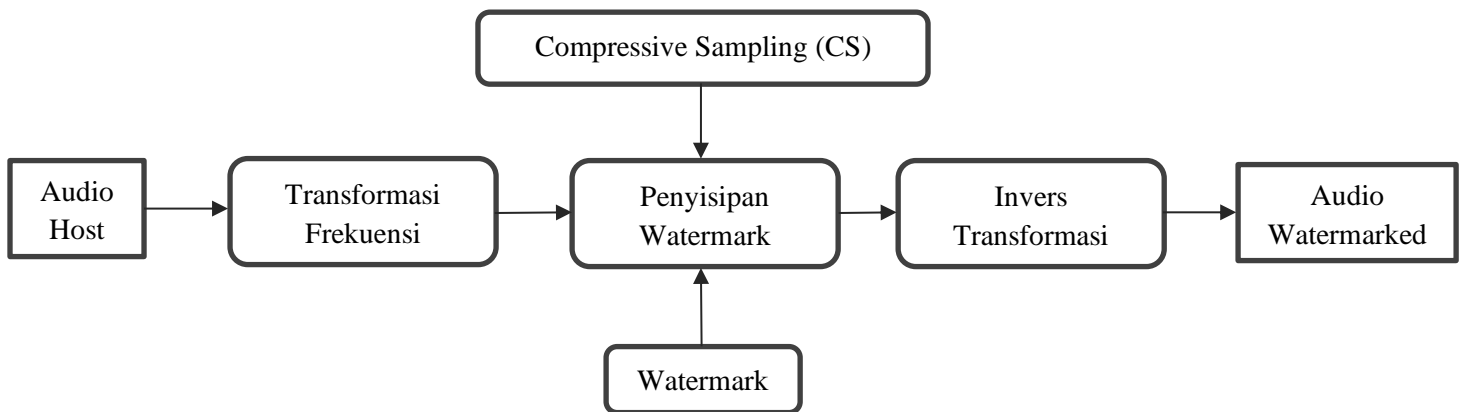 Compressive Sampling (CS)
Audio
Host
Transformasi
Frekuensi
Penyisipan
Watermark
Invers
Transformasi
Audio
Watermarked
Watermark